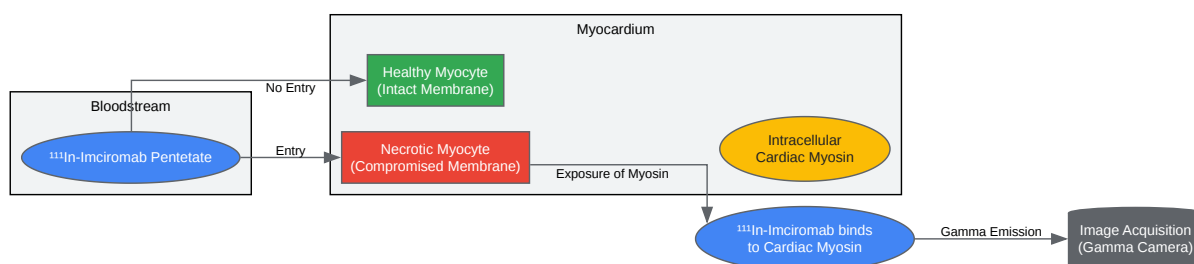 Myocardium
Healthy Myocyte
(Intact Membrane)
No Entry
Bloodstream
¹¹¹In-Imciromab Pentetate
Entry
Necrotic Myocyte
(Compromised Membrane)
Intracellular
Cardiac Myosin
Exposure of Myosin
¹¹¹In-Imciromab binds
to Cardiac Myosin
Gamma Emission
Image Acquisition
(Gamma Camera)